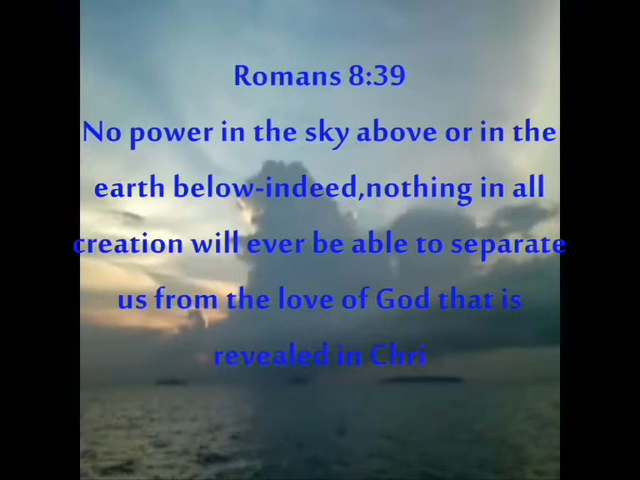 Romans 8:39
No power in the sky above or in the
earth below-indeed,nothing in all
creation will ever be able to separate
us from the love of God that is
revealed in Chri